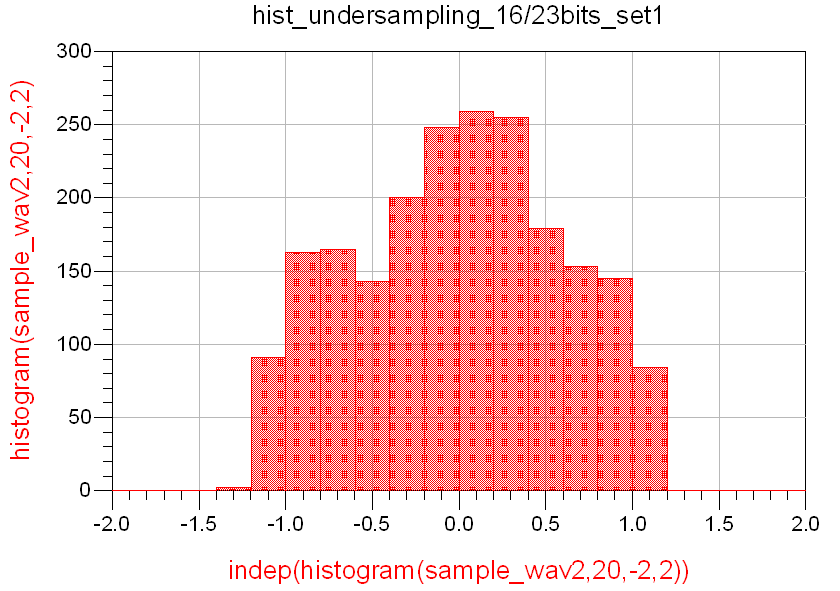 hist_undersampling_16/23bits_set1
histogram(sample_wav2,20,-2,2)
300
250
200
150
100
50
0
-2.0 -1.5 -1.0 -0.5 0.0 0.5 1.0 1.5 2.0
indep(histogram(sample_wav2,20,-2,2))